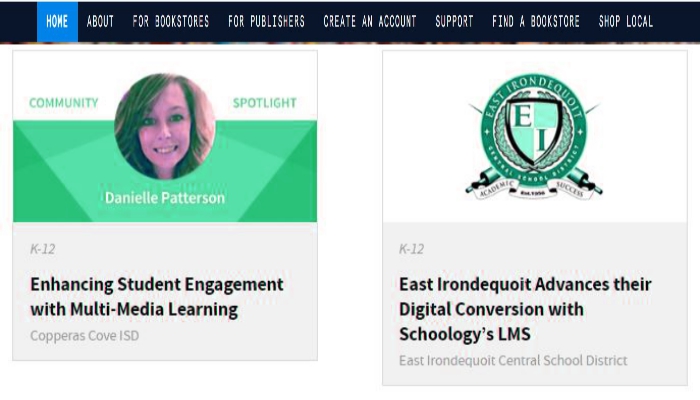 HOME ABOUT FOR BOOKSTORES FOR PUBLISHERS CREATE AN ACCOUNT SUPPORT FIND A BOOKSTORE SHOP LOCAL
COMMUNITY SPOTLIGHT
Danielle Patterson
K-12
Enhancing Student Engagement
with Multi-Media Learning
Copperas Cove ISD
EAST IRONDEQUOIT
E I
CENTRAL SCHOOL DISTRICT
ACADEMIC SUCCESS
Est.1956
K-12
East Irondequoit Advances their
Digital Conversion with
Schoology’s LMS
East Irondequoit Central School District